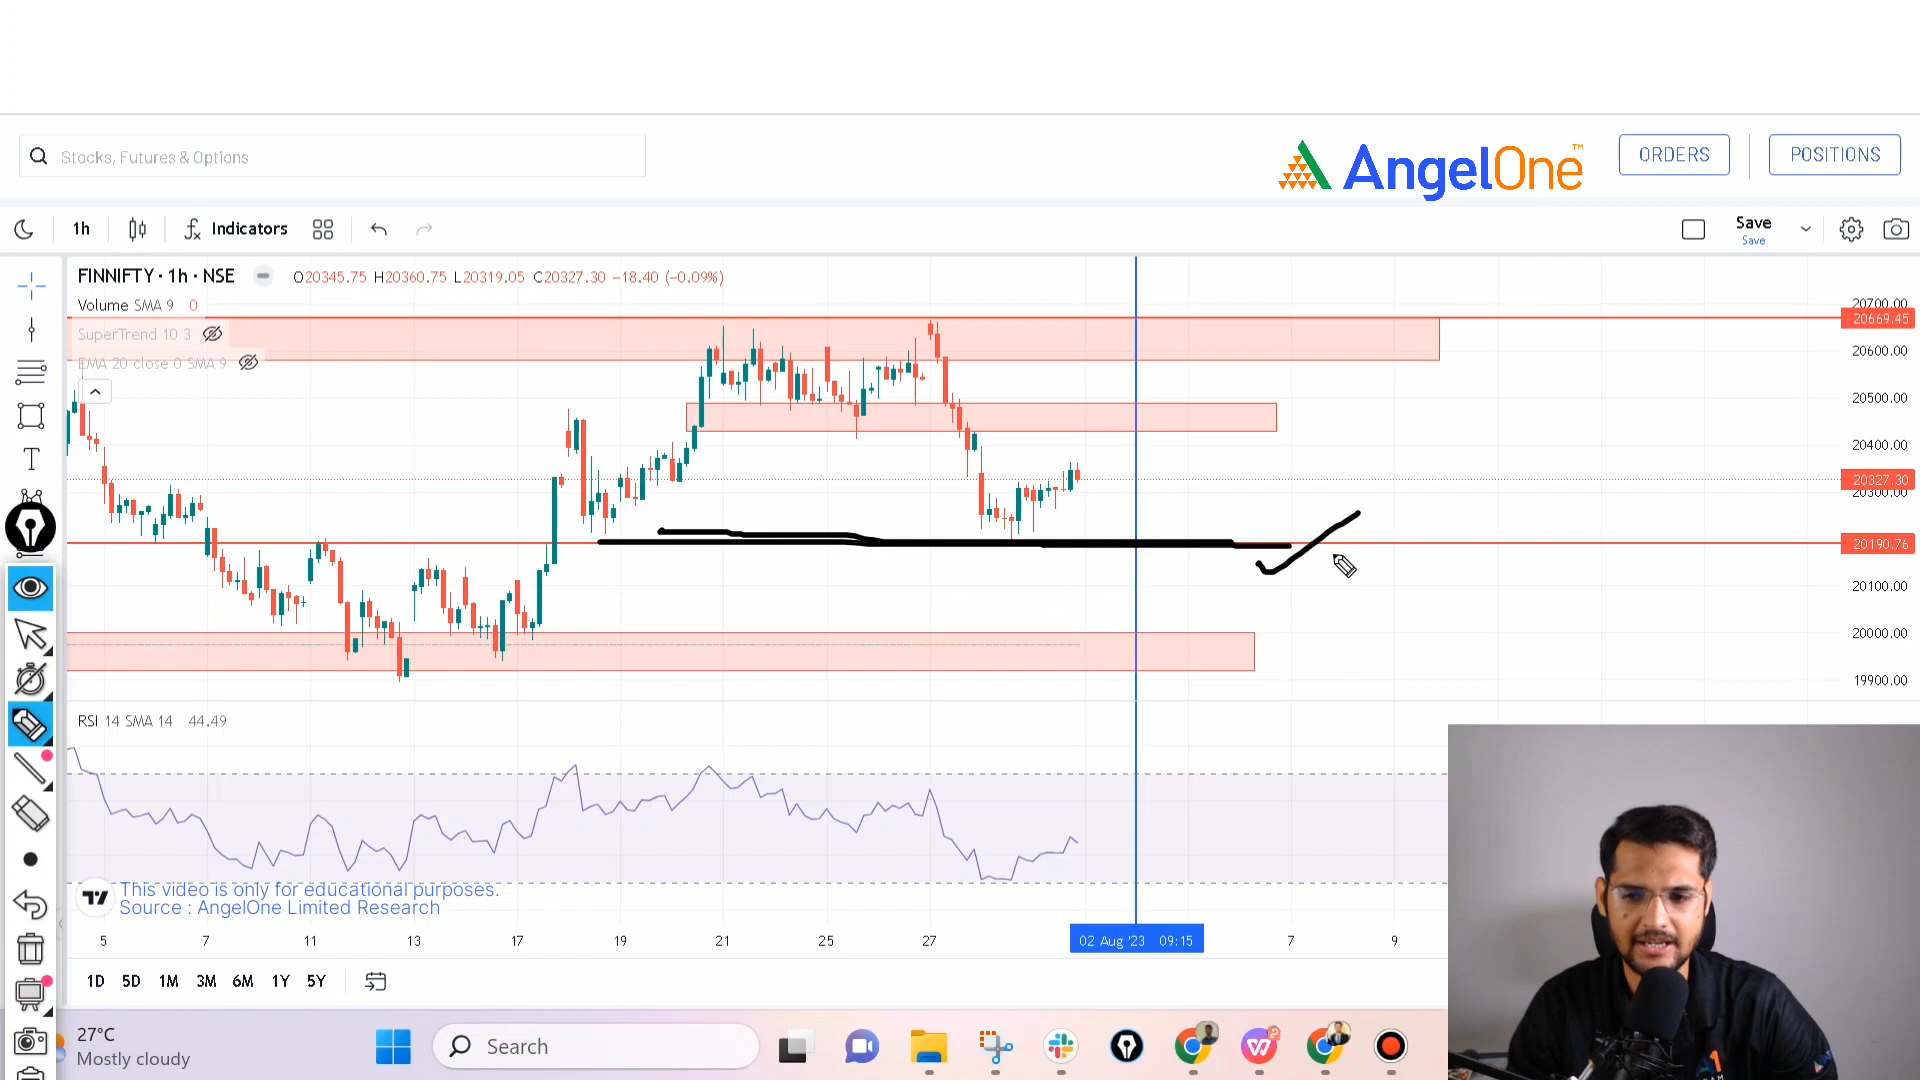 Stocks, Futures & Options
AngelOne™
ORDERS
POSITIONS
1h
Indicators
Save
Save
FINNIFTY · 1h · NSE
O20345.75 H20360.75 L20319.05 C20327.30 −18.40 (−0.09%)
Volume SMA 9 0
SuperTrend 10 3
EMA 20 close 0 SMA 9
20700.00
20669.45
20600.00
20500.00
20400.00
20327.30
20300.00
20190.76
20100.00
20000.00
19900.00
RSI 14 SMA 14 44.49
This video is only for educational purposes.
Source : AngelOne Limited Research
5 7 11 13 17 19 21 25 27 02 Aug '23 09:15 7 9
1D 5D 1M 3M 6M 1Y 5Y
27°C
Mostly cloudy
Search